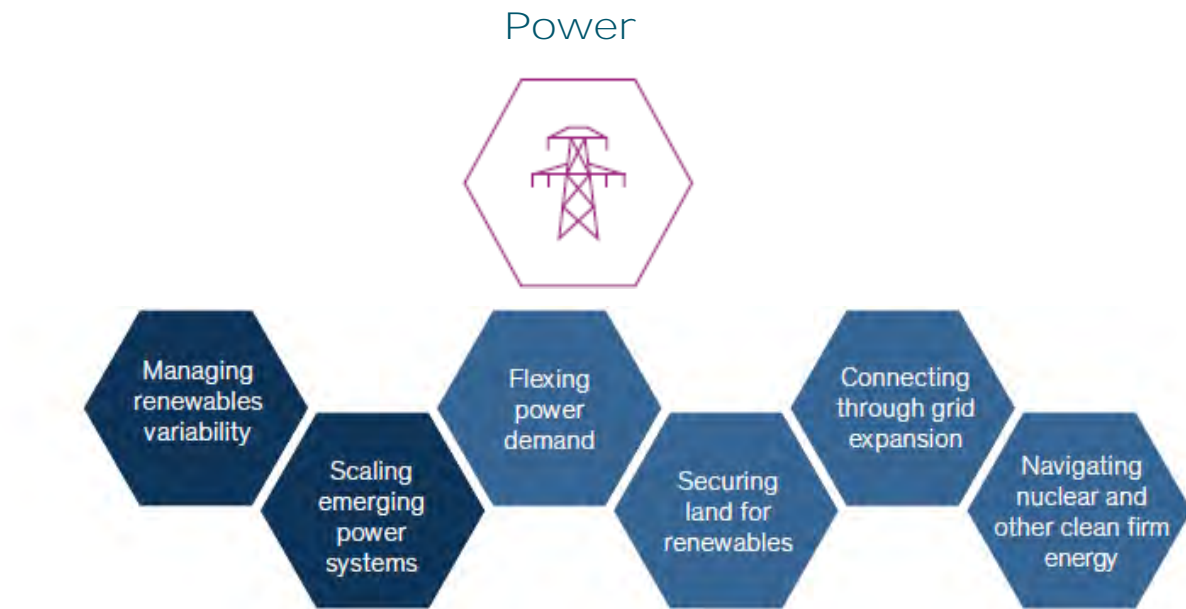 Power
Managing
renewables
variability
Scaling
emerging
power
systems
Flexing
power
demand
Securing
land for
renewables
Connecting
through grid
expansion
Navigating
nuclear and
other clean firm
energy